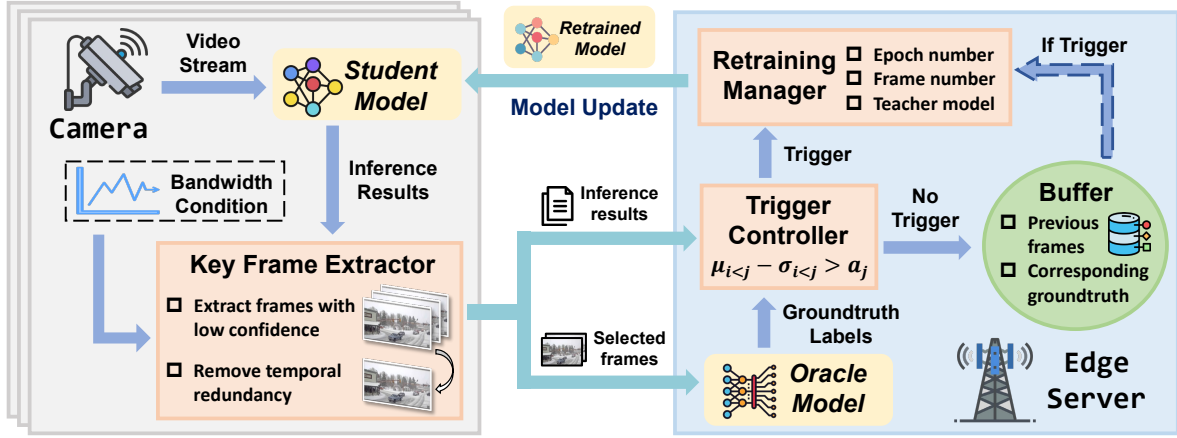 Video
Stream
Camera
Student
Model
Retrained
Model
Model Update
Bandwidth
Condition
Inference
Results
Key Frame Extractor
Extract frames with
low confidence
Remove temporal
redundancy
Inference
results
Selected
frames
Retraining
Manager
Epoch number
Frame number
Teacher model
If Trigger
Trigger
Trigger
Controller
μ_{i<j} − σ_{i<j} > a_j
No
Trigger
Buffer
Previous
frames
Corresponding
groundtruth
Groundtruth
Labels
Oracle
Model
Edge
Server